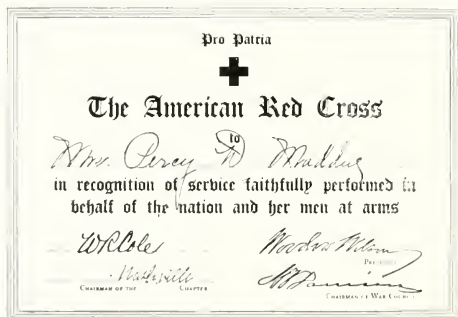 Pro Patria
The American Red Cross
to
Mrs. Percy D Maddin
in recognition of service faithfully performed in
behalf of the nation and her men at arms
W R Cole
Woodrow Wilson
President
Nashville
Chairman of the Chapter
Chairman of War Council